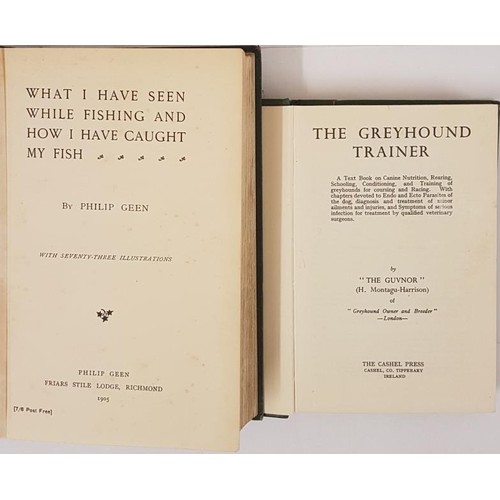 WHAT I HAVE SEEN
WHILE FISHING AND
HOW I HAVE CAUGHT
MY FISH
BY PHILIP GEEN
WITH SEVENTY-THREE ILLUSTRATIONS
PHILIP GEEN
FRIARS STILE LODGE, RICHMOND
1905
[7/6 Post Free]
THE GREYHOUND
TRAINER
A Text Book on Canine Nutrition, Rearing,
Schooling, Conditioning, and Training of
greyhounds for coursing and Racing. With
chapters devoted to Endo and Ecto Parasites of
the dog, diagnosis and treatment of minor
ailments and injuries, and Symptoms of serious
infection for treatment by qualified veterinary
surgeons.
by
"THE GUVNOR"
(H. Montagu-Harrison)
of
"Greyhound Owner and Breeder"
—London—
THE CASHEL PRESS
CASHEL, CO. TIPPERARY
IRELAND